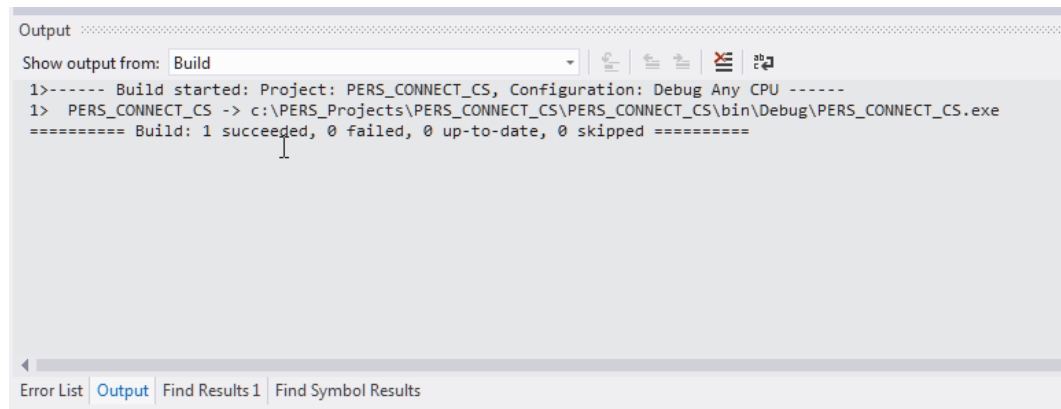 Output
Show output from: Build
1>------ Build started: Project: PERS_CONNECT_CS, Configuration: Debug Any CPU ------
1>  PERS_CONNECT_CS -> c:\PERS_Projects\PERS_CONNECT_CS\PERS_CONNECT_CS\bin\Debug\PERS_CONNECT_CS.exe
========== Build: 1 succeeded, 0 failed, 0 up-to-date, 0 skipped ==========
Error List Output Find Results 1 Find Symbol Results